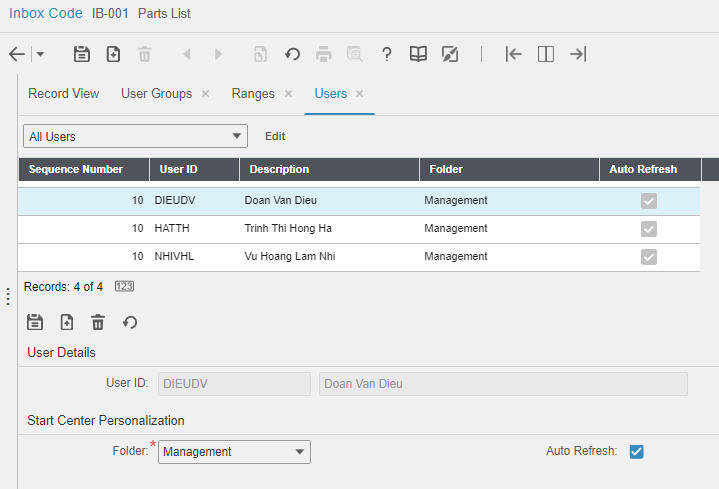 Inbox Code IB-001 Parts List
Record View User Groups × Ranges × Users ×
All Users Edit
Sequence Number User ID Description Folder Auto Refresh
10 DIEUDV Doan Van Dieu Management
10 HATTH Trinh Thi Hong Ha Management
10 NHIVHL Vu Hoang Lam Nhi Management
Records: 4 of 4 123
User Details
User ID: DIEUDV Doan Van Dieu
Start Center Personalization
Folder: * Management Auto Refresh: